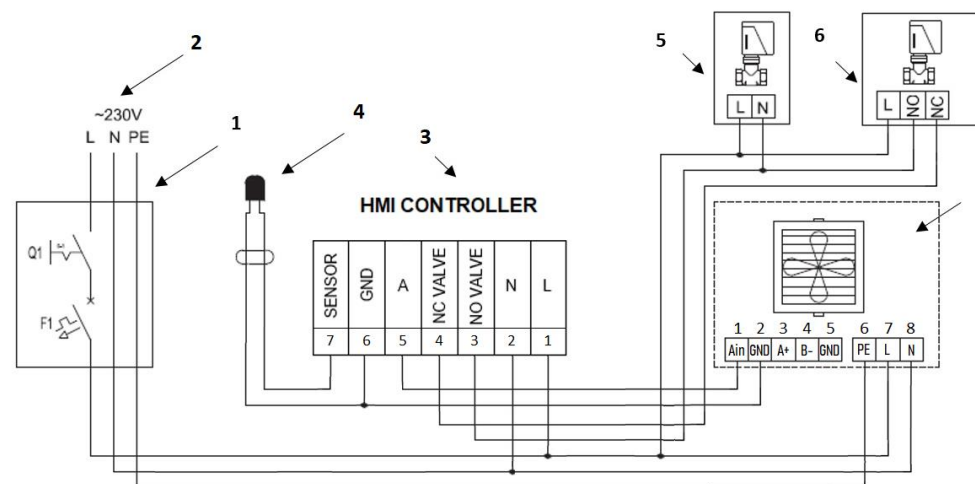 2
5
6
~230V
L N PE
1
4
3
L N
L NO NC
HMI CONTROLLER
Q1
F1
SENSOR GND A NC VALVE NO VALVE N L
7 6 5 4 3 2 1
1 2 3 4 5 6 7 8
Ain GND A+ B- GND PE L N